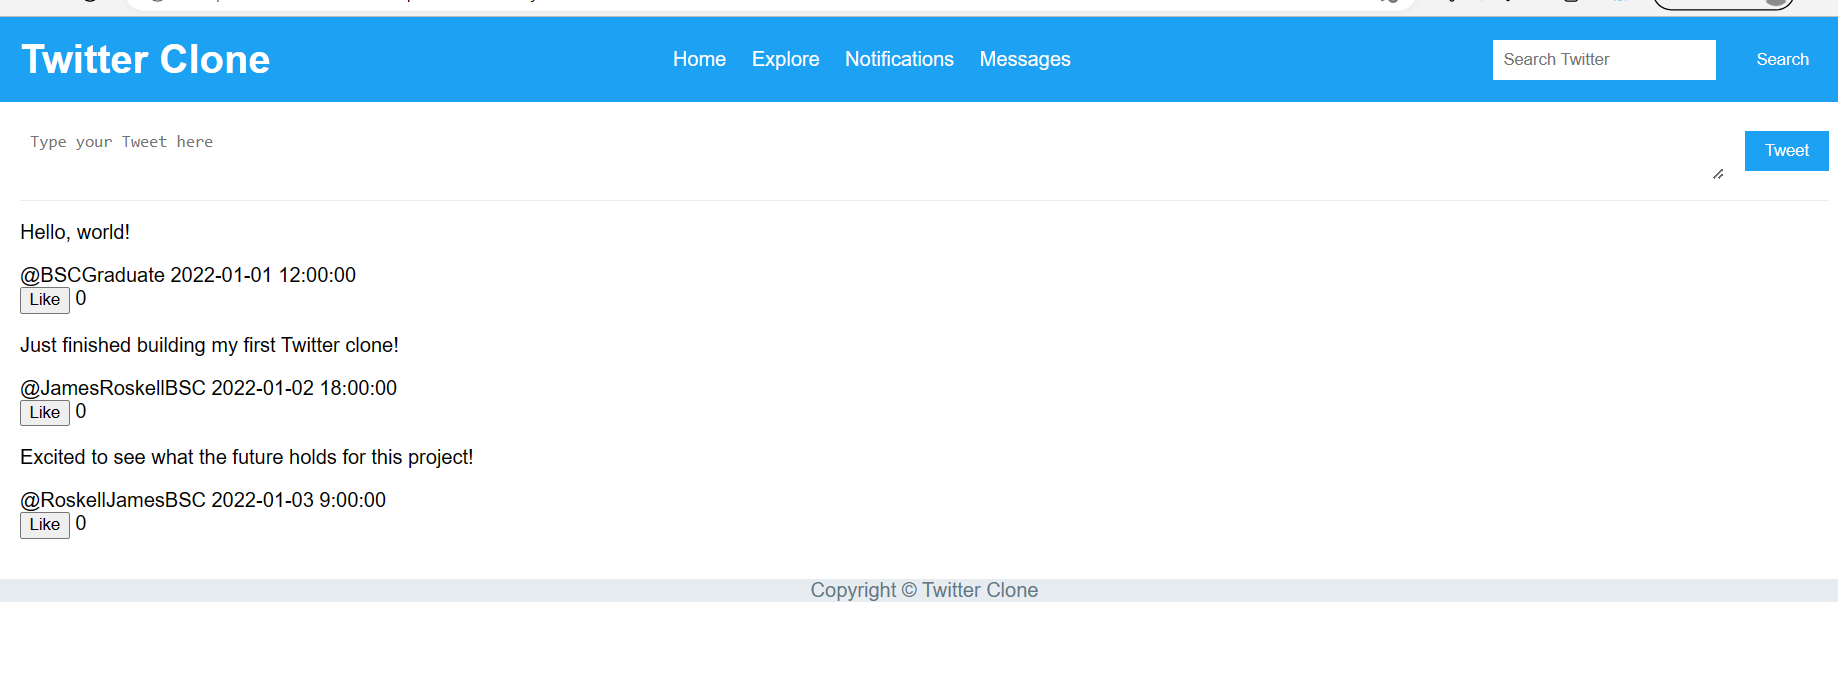 Twitter Clone
Home Explore Notifications Messages
Search Twitter Search
Type your Tweet here
Tweet
Hello, world!
@BSCGraduate 2022-01-01 12:00:00
Like 0
Just finished building my first Twitter clone!
@JamesRoskellBSC 2022-01-02 18:00:00
Like 0
Excited to see what the future holds for this project!
@RoskellJamesBSC 2022-01-03 9:00:00
Like 0
Copyright © Twitter Clone